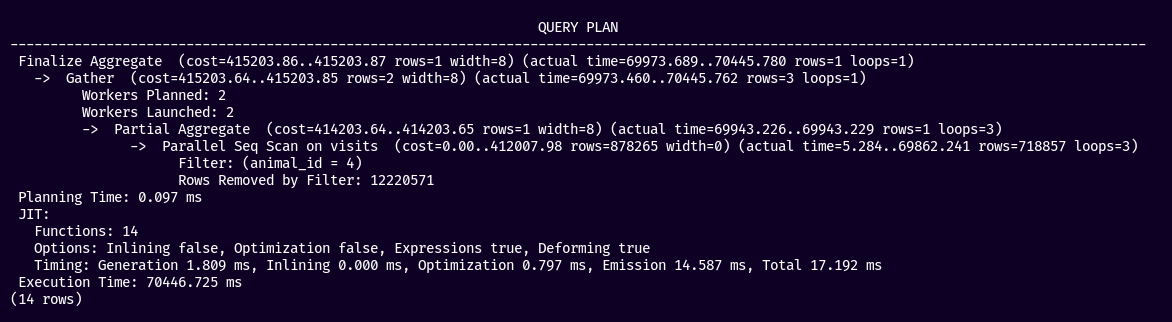 QUERY PLAN
----------------------------------------------------------------------------------------------------------------------------------------------
Finalize Aggregate  (cost=415203.86..415203.87 rows=1 width=8) (actual time=69973.689..70445.780 rows=1 loops=1)
  ->  Gather  (cost=415203.64..415203.85 rows=2 width=8) (actual time=69973.460..70445.762 rows=3 loops=1)
        Workers Planned: 2
        Workers Launched: 2
        ->  Partial Aggregate  (cost=414203.64..414203.65 rows=1 width=8) (actual time=69943.226..69943.229 rows=1 loops=3)
              ->  Parallel Seq Scan on visits  (cost=0.00..412007.98 rows=878265 width=0) (actual time=5.284..69862.241 rows=718857 loops=3)
                    Filter: (animal_id = 4)
                    Rows Removed by Filter: 12220571
Planning Time: 0.097 ms
JIT:
  Functions: 14
  Options: Inlining false, Optimization false, Expressions true, Deforming true
  Timing: Generation 1.809 ms, Inlining 0.000 ms, Optimization 0.797 ms, Emission 14.587 ms, Total 17.192 ms
Execution Time: 70446.725 ms
(14 rows)